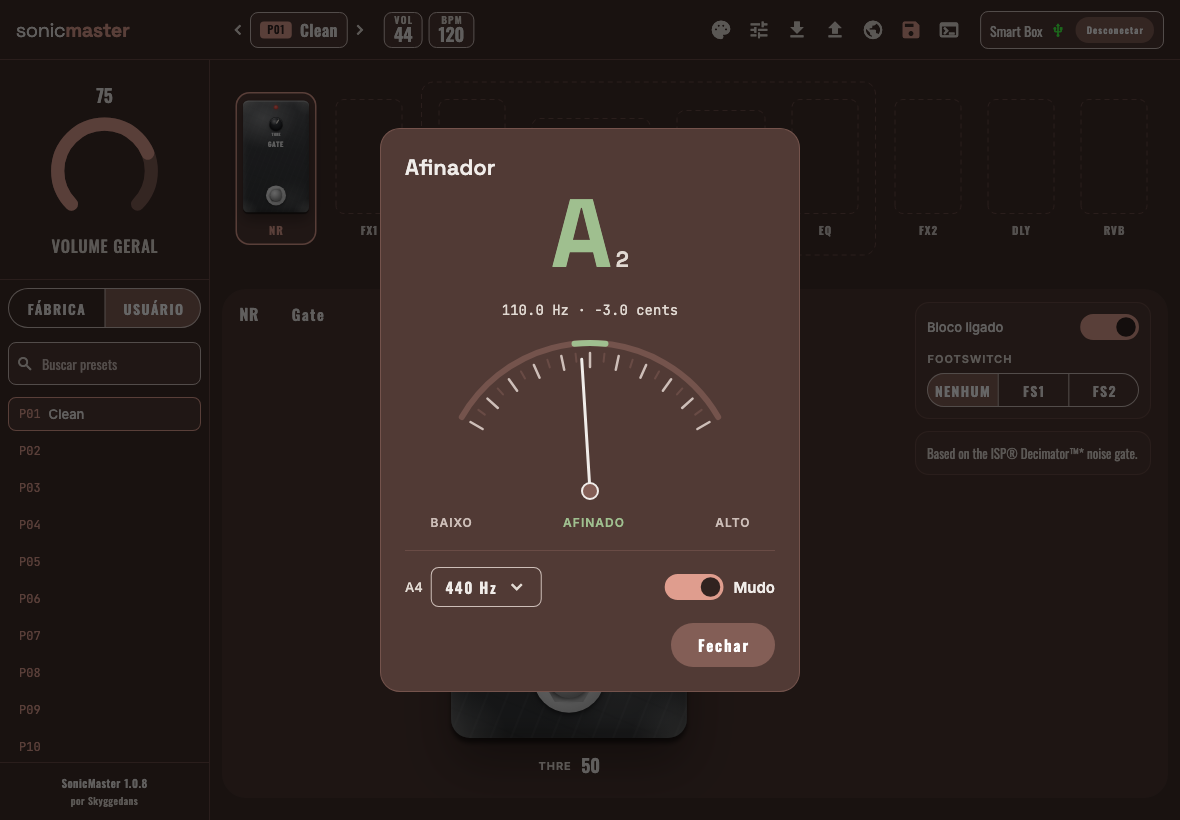 sonicmaster
P01 Clean
VOL
44
BPM
120
Smart Box
Desconectar
75
VOLUME GERAL
FÁBRICA
USUÁRIO
Buscar presets
P01 Clean
P02
P03
P04
P05
P06
P07
P08
P09
P10
SonicMaster 1.0.8
por Skyggedans
GATE
NR
FX1
EQ
FX2
DLY
RVB
NR Gate
Afinador
A2
110.0 Hz · -3.0 cents
BAIXO
AFINADO
ALTO
A4
440 Hz
Mudo
Fechar
THRE 50
Bloco ligado
FOOTSWITCH
NENHUM
FS1
FS2
Based on the ISP® Decimator™* noise gate.